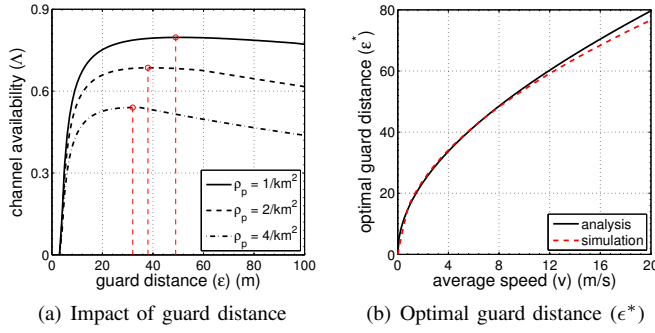 0.9
0.6
0.3
0
channel availability (Λ)
0 20 40 60 80 100
guard distance (ε) (m)
ρp = 1/km²
ρp = 2/km²
ρp = 4/km²
(a) Impact of guard distance
80
60
40
20
0
optimal guard distance (ε*)
0 4 8 12 16 20
average speed (v) (m/s)
analysis
simulation
(b) Optimal guard distance (ϵ*)